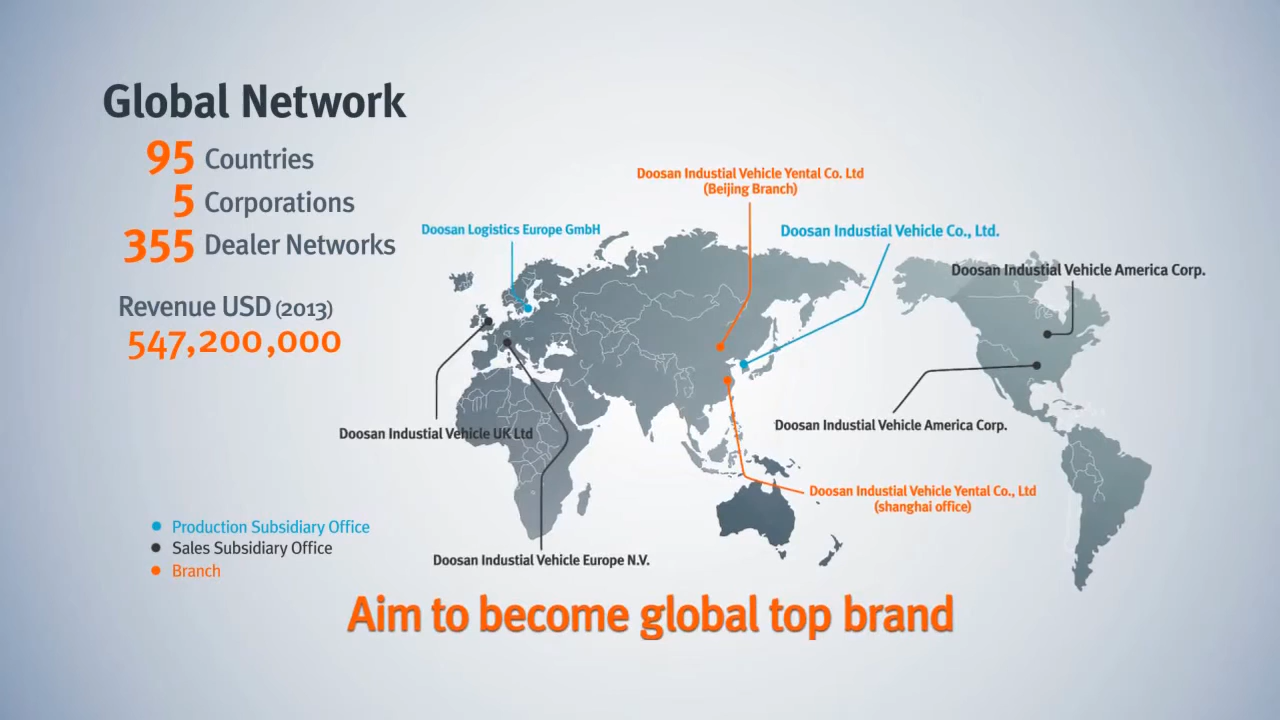 Global Network
95 Countries
5 Corporations
355 Dealer Networks
Revenue USD (2013)
547,200,000
Doosan Industial Vehicle Yental Co. Ltd
(Beijing Branch)
Doosan Logistics Europe GmbH
Doosan Industial Vehicle Co., Ltd.
Doosan Industial Vehicle America Corp.
Doosan Industial Vehicle America Corp.
Doosan Industial Vehicle UK Ltd
Doosan Industial Vehicle Yental Co., Ltd
(shanghai office)
Doosan Industial Vehicle Europe N.V.
Production Subsidiary Office
Sales Subsidiary Office
Branch
Aim to become global top brand